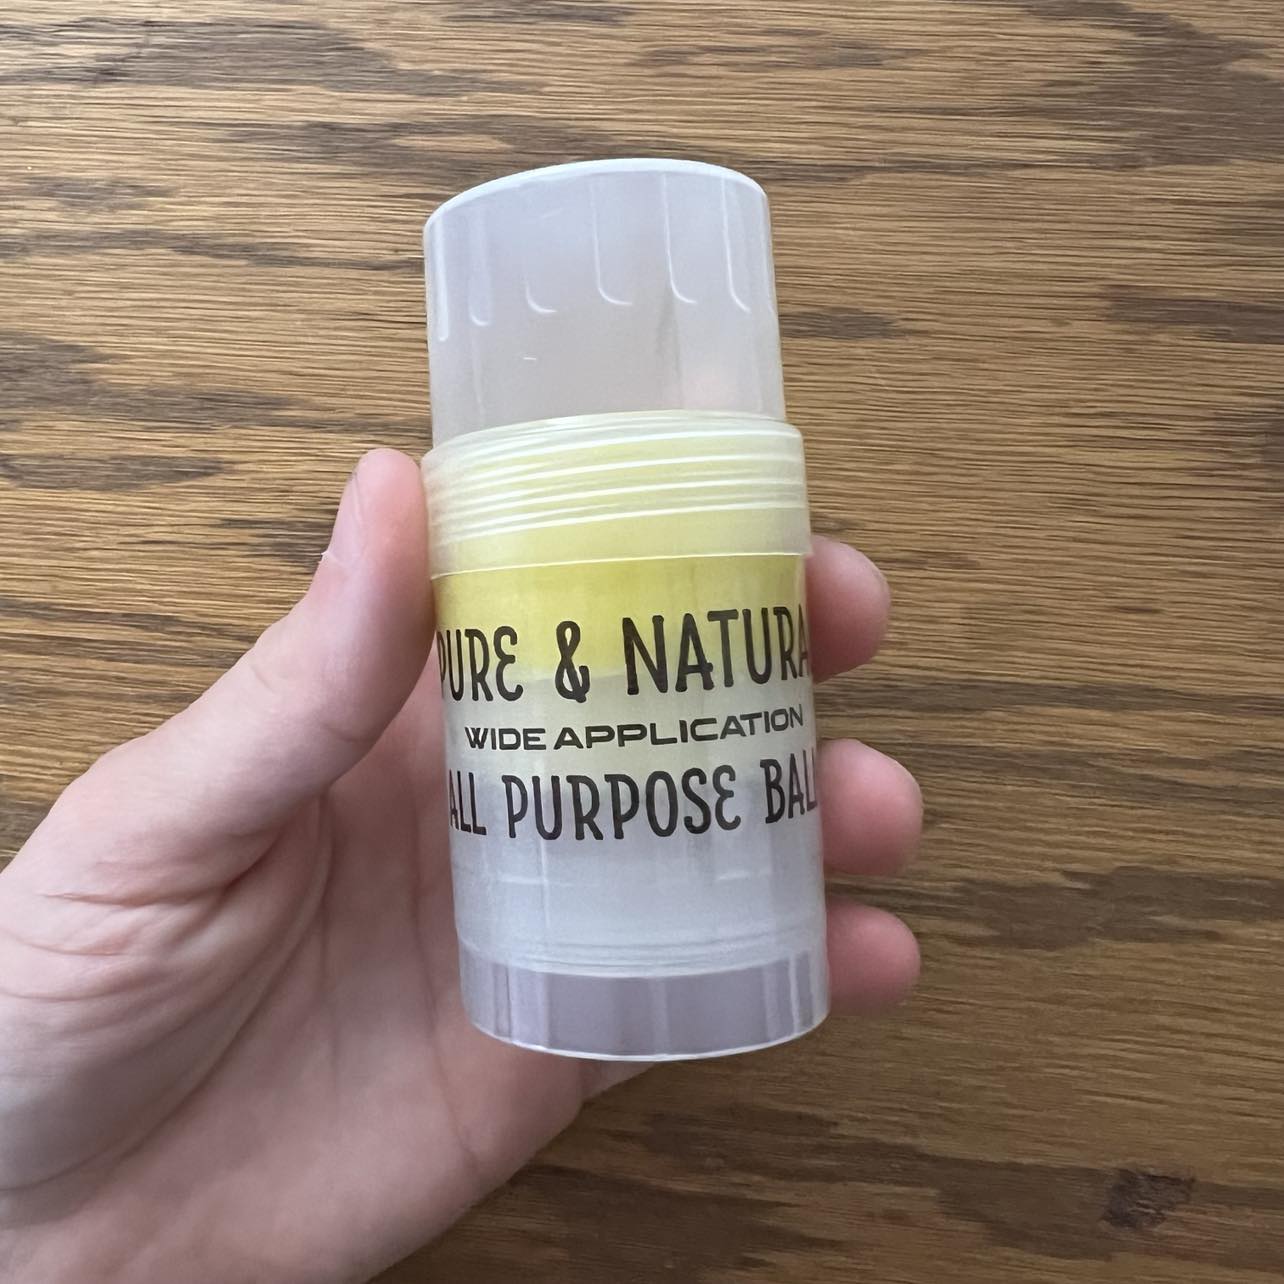 PURE & NATURA
WIDE APPLICATION
ALL PURPOSE BAL